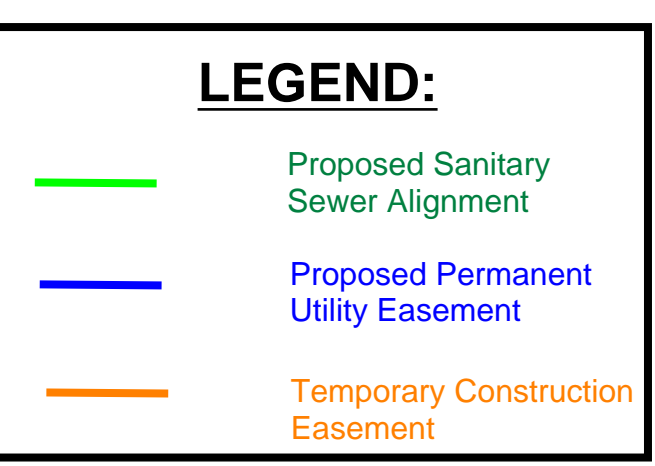 LEGEND:
Proposed Sanitary
Sewer Alignment
Proposed Permanent
Utility Easement
Temporary Construction
Easement